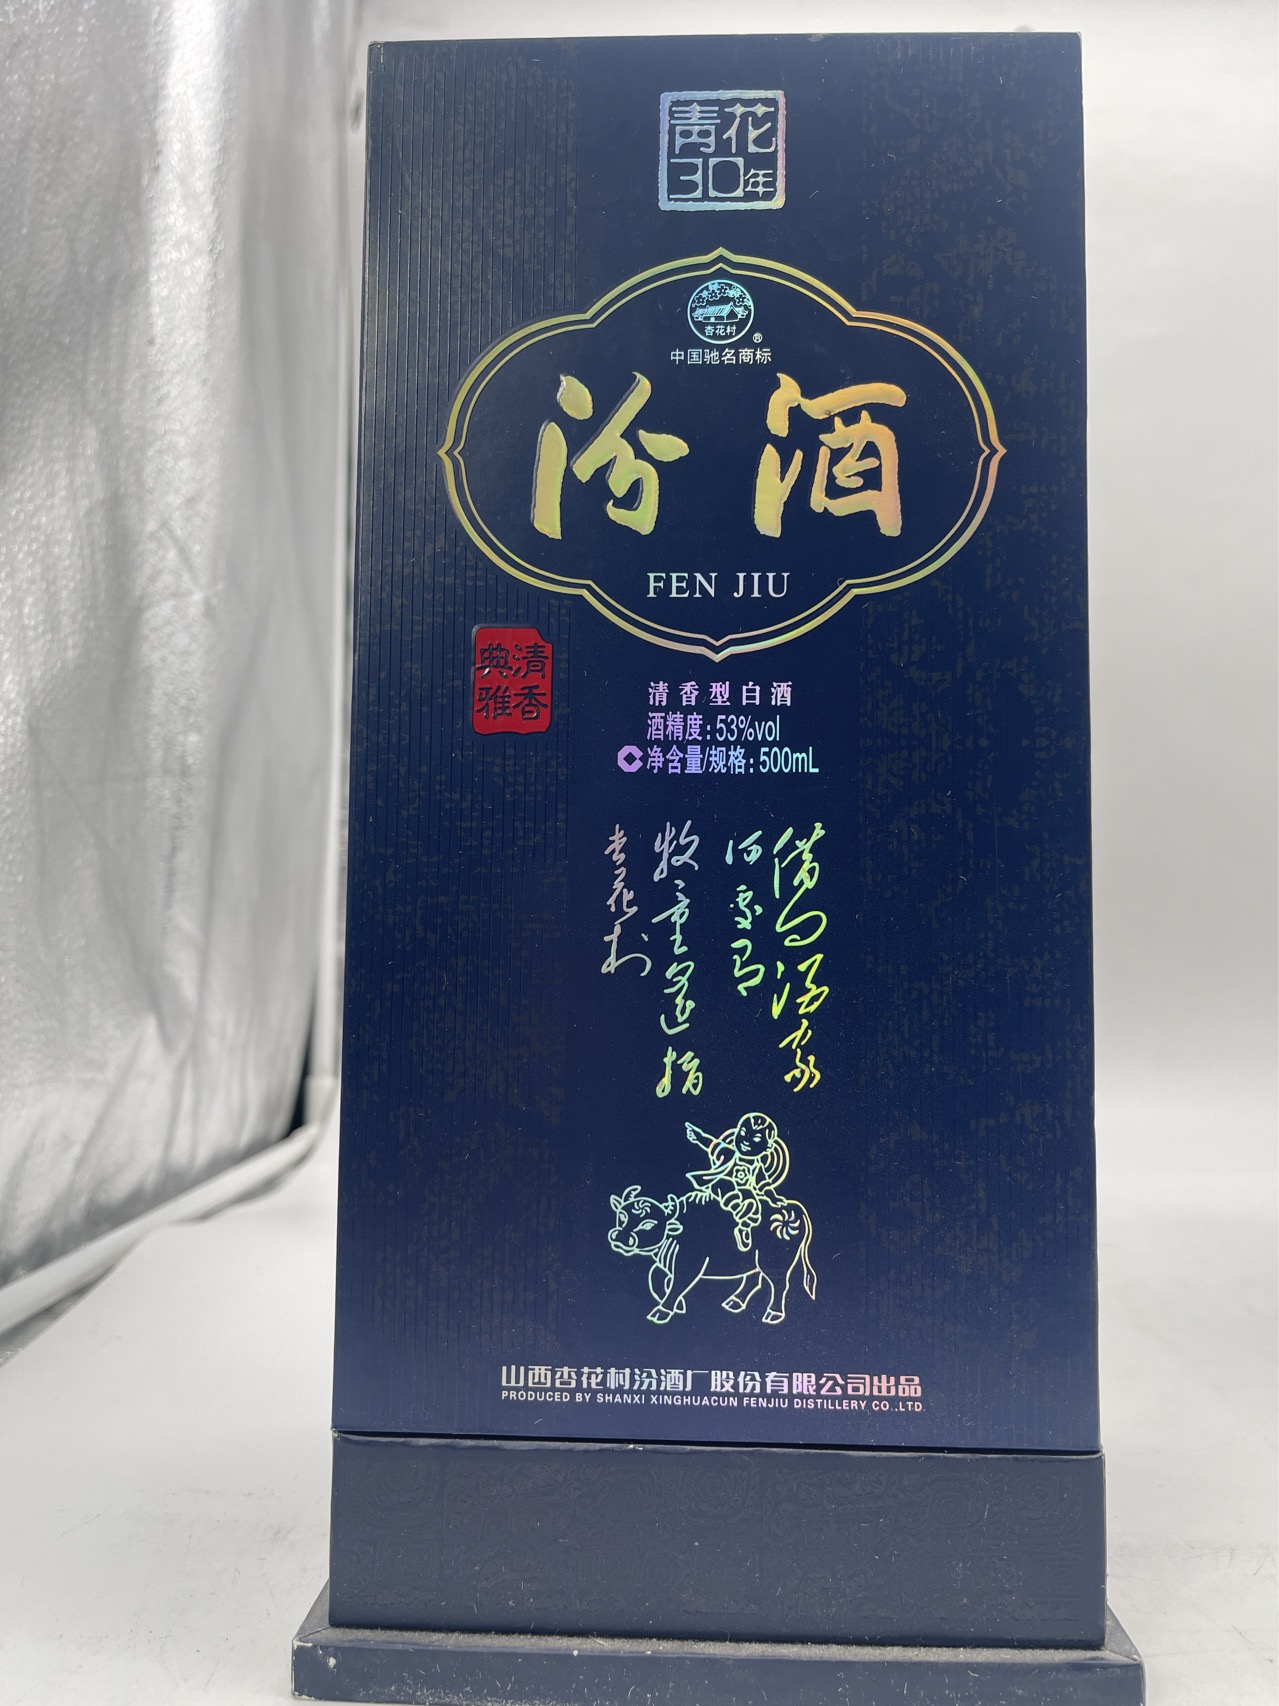 青花
30年
杏花村
®
中国驰名商标
汾酒
FEN JIU
清香
典雅
清香型白酒
酒精度:53%vol
净含量/规格:500mL
借问酒家
何处有
牧童遥指
杏花村
山西杏花村汾酒厂股份有限公司出品
PRODUCED BY SHANXI XINGHUACUN FENJIU DISTILLERY CO.,LTD.